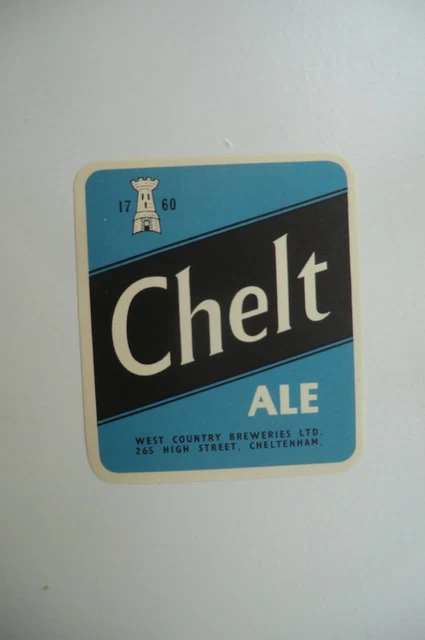 17 60
Chelt
ALE
WEST COUNTRY BREWERIES LTD.
265 HIGH STREET, CHELTENHAM.